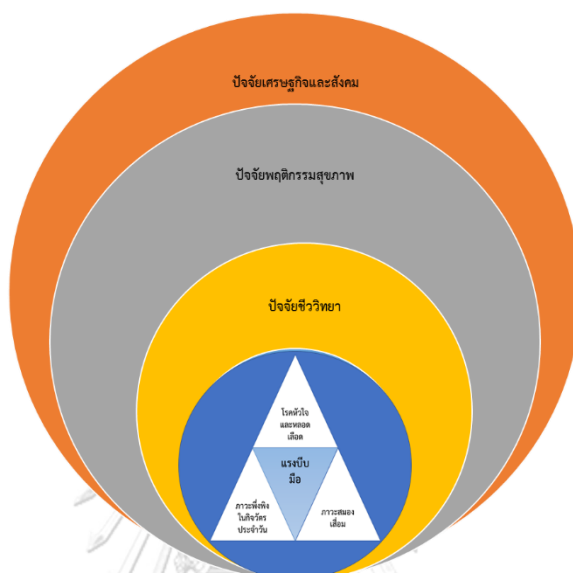 ปัจจัยเศรษฐกิจและสังคม
ปัจจัยพฤติกรรมสุขภาพ
ปัจจัยชีววิทยา
โรคหัวใจ
และหลอด
เลือด
แรงบีบ
มือ
ภาวะพึ่งพิง
ในกิจวัตร
ประจำวัน
ภาวะสมอง
เสื่อม